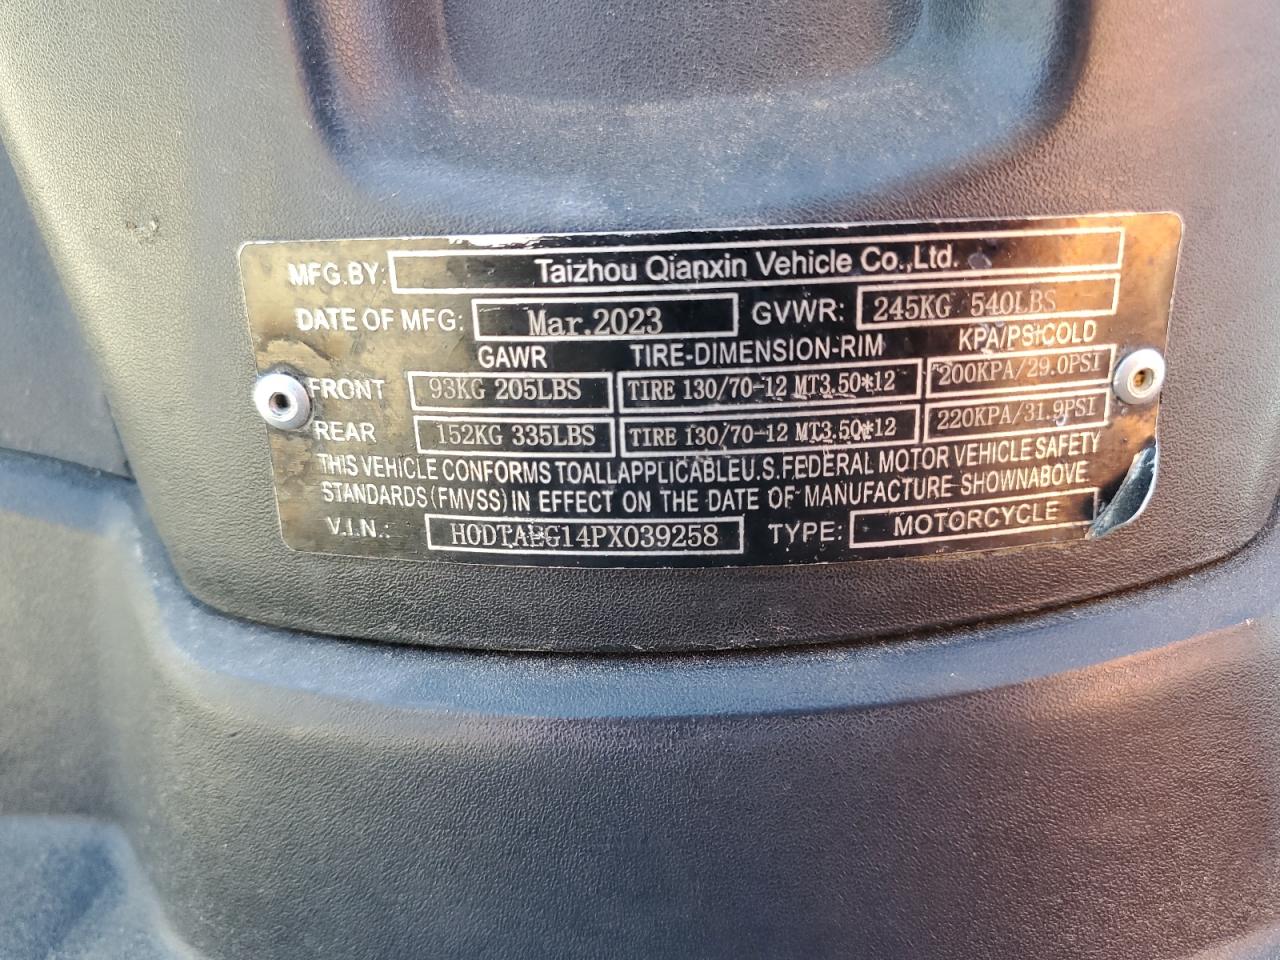 MFG.BY: Taizhou Qianxin Vehicle Co.,Ltd.
DATE OF MFG: Mar.2023 GVWR: 245KG 540LBS
GAWR TIRE-DIMENSION-RIM KPA/PSI COLD
FRONT 93KG 205LBS TIRE 130/70-12 MT3.50*12 200KPA/29.0PSI
REAR 152KG 335LBS TIRE 130/70-12 MT3.50*12 220KPA/31.9PSI
THIS VEHICLE CONFORMS TOALLAPPLICABLEU.S.FEDERAL MOTOR VEHICLE SAFETY
STANDARDS (FMVSS) IN EFFECT ON THE DATE OF MANUFACTURE SHOWNABOVE
V.I.N.: TYPE: MOTORCYCLE